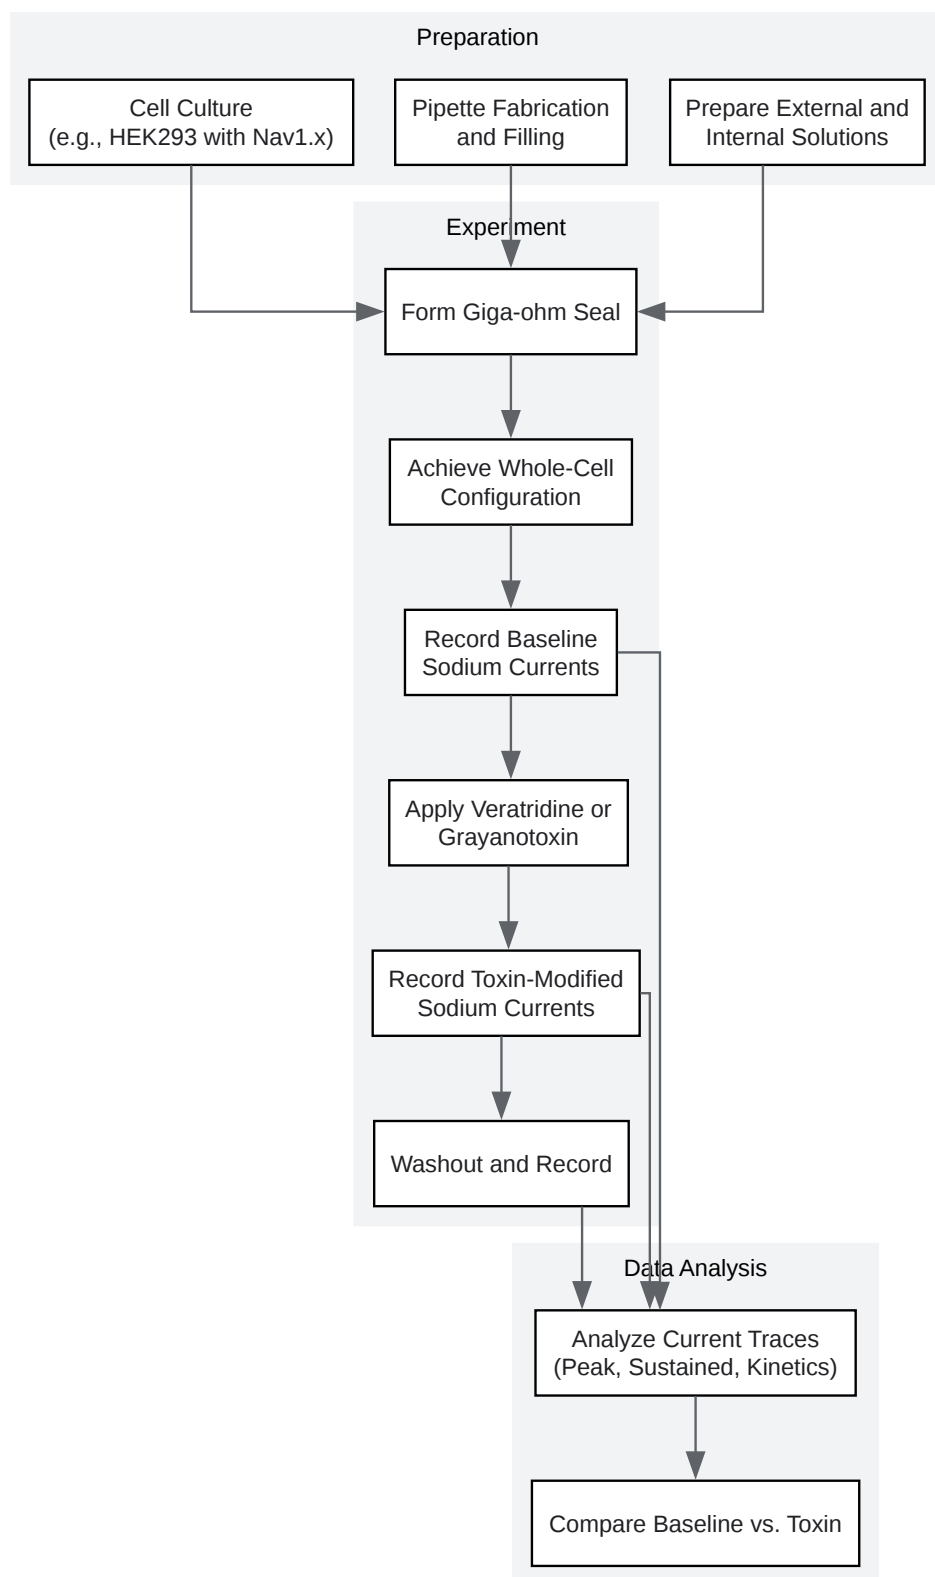 Preparation
Cell Culture
(e.g., HEK293 with Nav1.x)
Pipette Fabrication
and Filling
Prepare External and
Internal Solutions
Experiment
Form Giga-ohm Seal
Achieve Whole-Cell
Configuration
Record Baseline
Sodium Currents
Apply Veratridine or
Grayanotoxin
Record Toxin-Modified
Sodium Currents
Washout and Record
Data Analysis
Analyze Current Traces
(Peak, Sustained, Kinetics)
Compare Baseline vs. Toxin